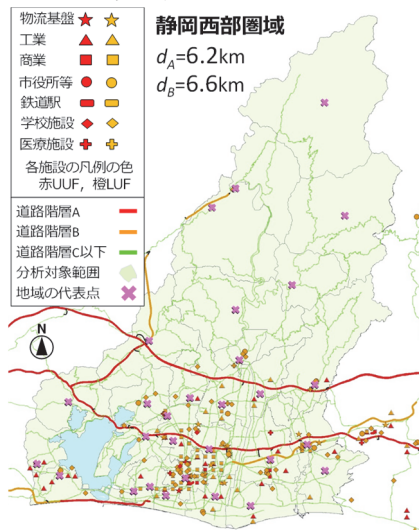 物流基盤
工業
商業
市役所等
鉄道駅
学校施設
医療施設
各施設の凡例の色
赤UUF，橙LUF
道路階層A
道路階層B
道路階層C以下
分析対象範囲
地域の代表点
静岡西部圏域
d_A=6.2km
d_B=6.6km
N